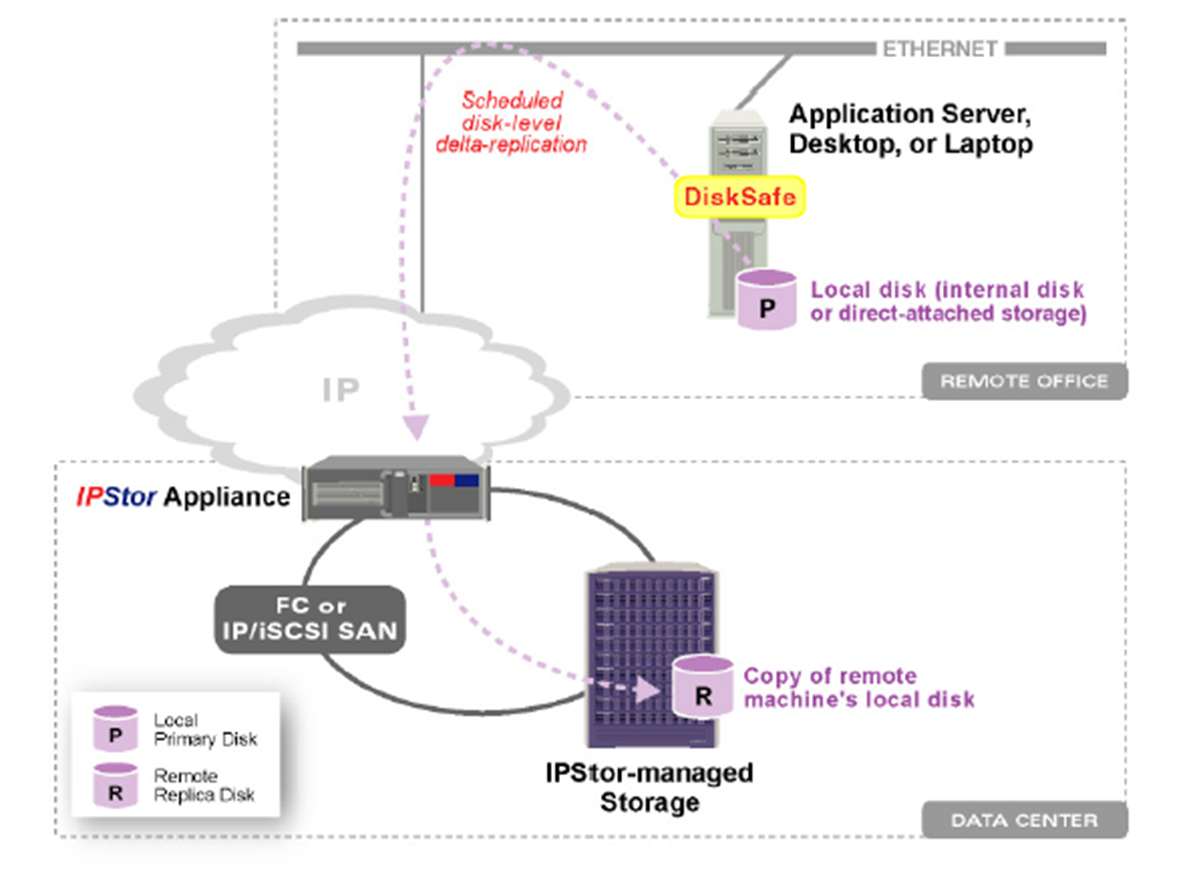 ETHERNET
Scheduled
disk-level
delta-replication
Application Server,
Desktop, or Laptop
DiskSafe
P
Local disk (internal disk
or direct-attached storage)
REMOTE OFFICE
IP
IPStor Appliance
FC or
IP/iSCSI SAN
R
Copy of remote
machine's local disk
IPStor-managed
Storage
P
Local
Primary Disk
R
Remote
Replica Disk
DATA CENTER